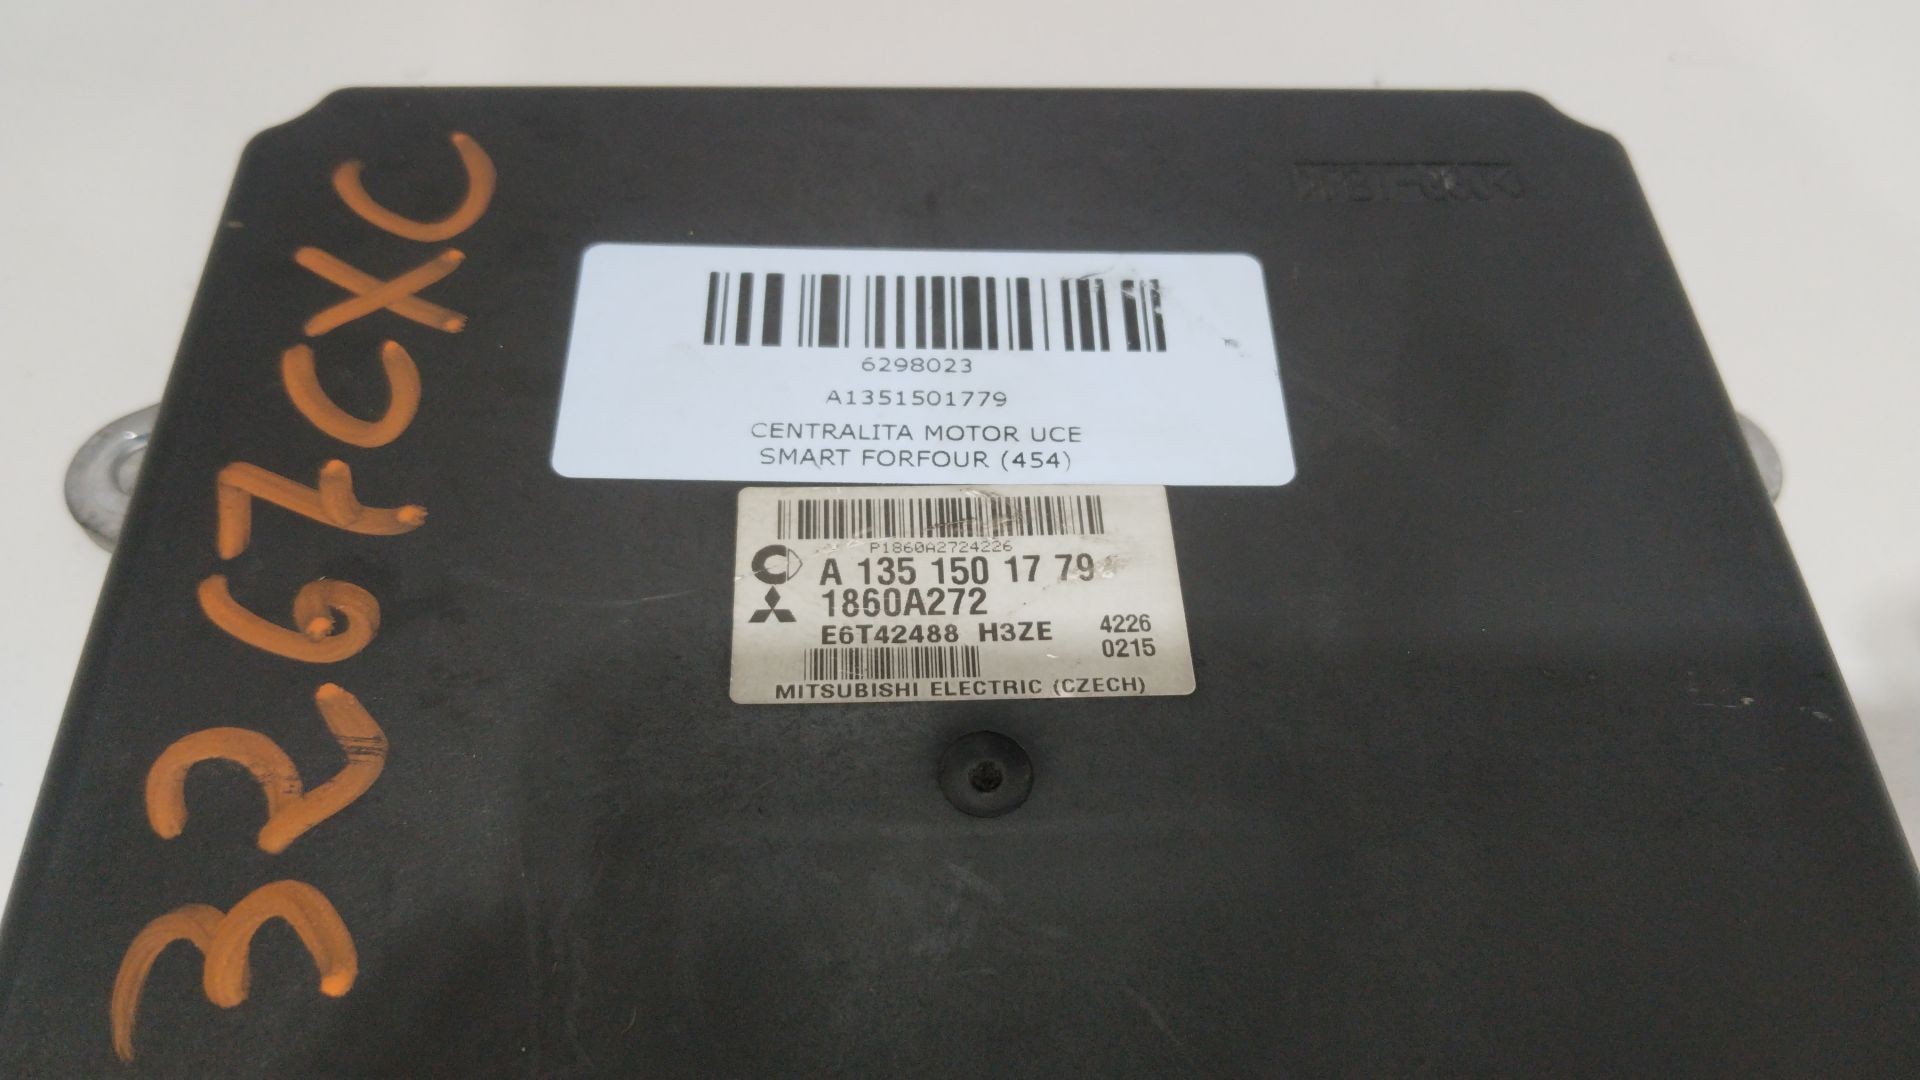 3267CXC
6298023
A1351501779
CENTRALITA MOTOR UCE
SMART FORFOUR (454)
P1860A2724226
A 135 150 17 79
1860A272
E6T42488 H3ZE 4226
0215
MITSUBISHI ELECTRIC (CZECH)